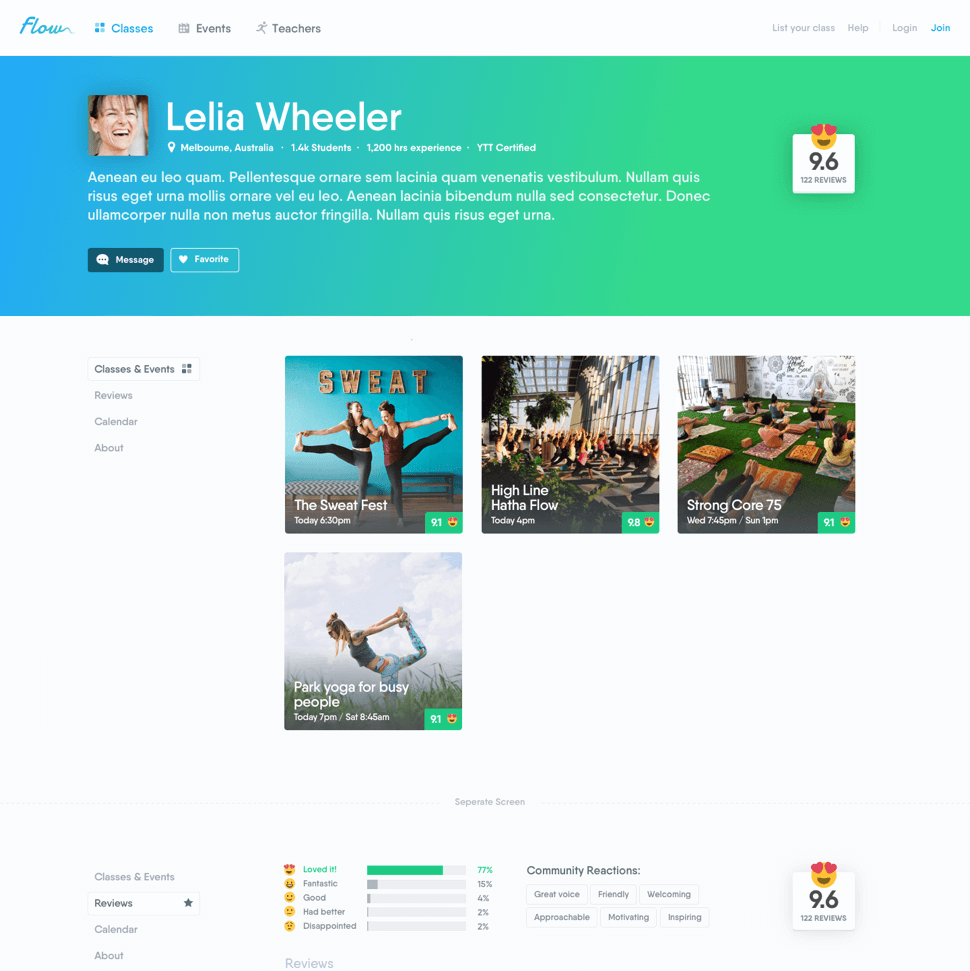 Flow
Classes
Events
Teachers
List your class
Help
Login
Join
Lelia Wheeler
Melbourne, Australia · 1.4k Students · 1,200 hrs experience · YTT Certified
Aenean eu leo quam. Pellentesque ornare sem lacinia quam venenatis vestibulum. Nullam quis
risus eget urna mollis ornare vel eu leo. Aenean lacinia bibendum nulla sed consectetur. Donec
ullamcorper nulla non metus auctor fringilla. Nullam quis risus eget urna.
9.6
122 REVIEWS
Message
Favorite
Classes & Events
Reviews
Calendar
About
SWEAT
The Sweat Fest
Today 6:30pm
9.1
High Line
Hatha Flow
Today 4pm
9.8
Strong Core 75
Wed 7:45pm / Sun 1pm
9.1
Park yoga for busy
people
Today 7pm / Sat 8:45am
9.1
Seperate Screen
Classes & Events
Reviews
Calendar
About
Loved it! 77%
Fantastic 15%
Good 4%
Had better 2%
Disappointed 2%
Community Reactions:
Great voice
Friendly
Welcoming
Approachable
Motivating
Inspiring
9.6
122 REVIEWS
Reviews